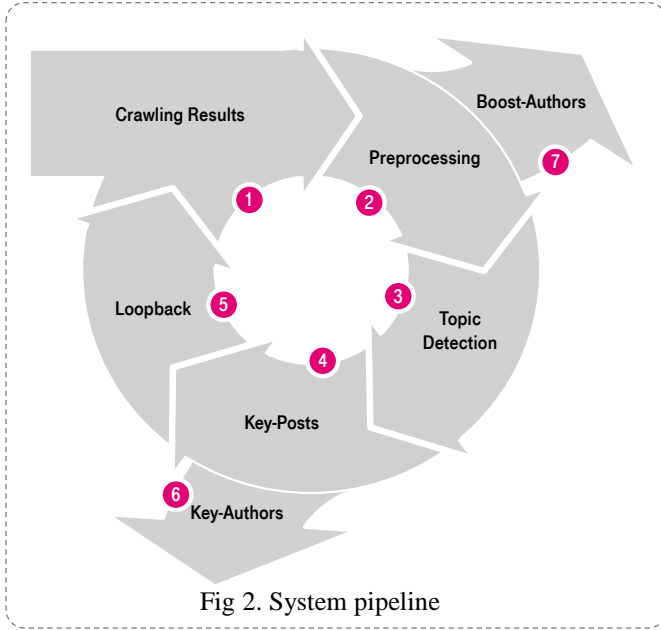 Crawling Results
1
Preprocessing
2
Topic
Detection
3
Key-Posts
4
Loopback
5
Key-Authors
6
Boost-Authors
7
Fig 2. System pipeline